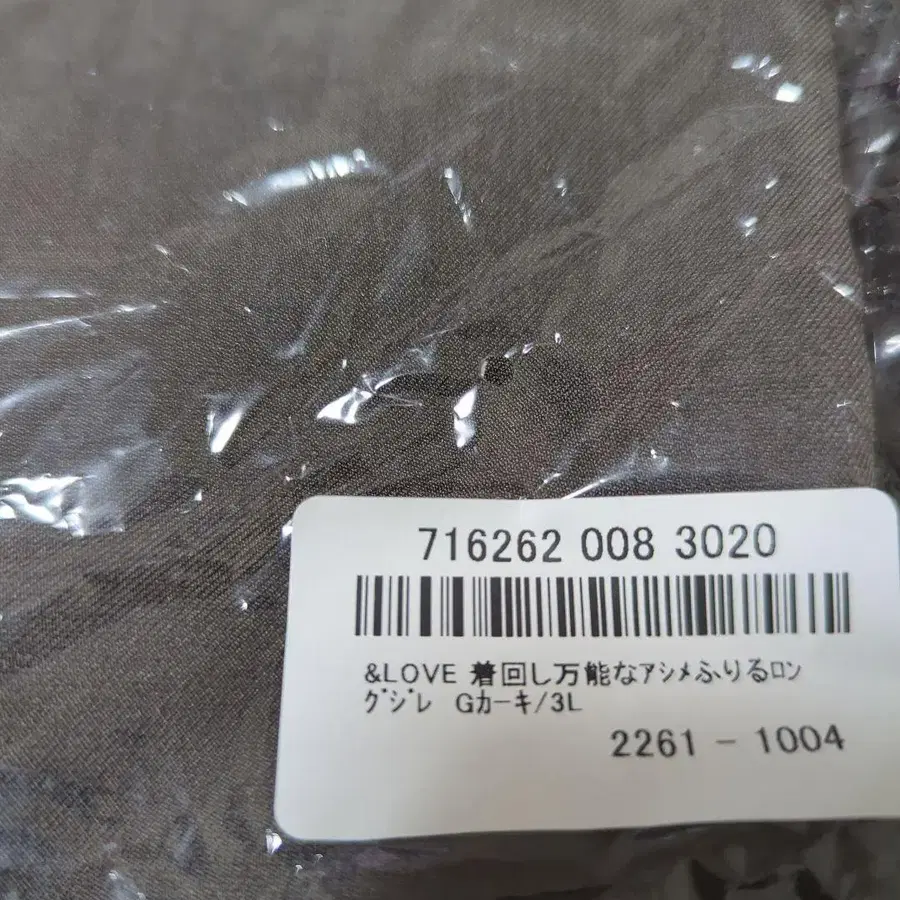 716262 008 3020
&LOVE 着回し万能なｱｼﾒふりるﾛﾝ
ｸﾞｼﾞﾚ Gｶｰｷ/3L
2261 － 1004